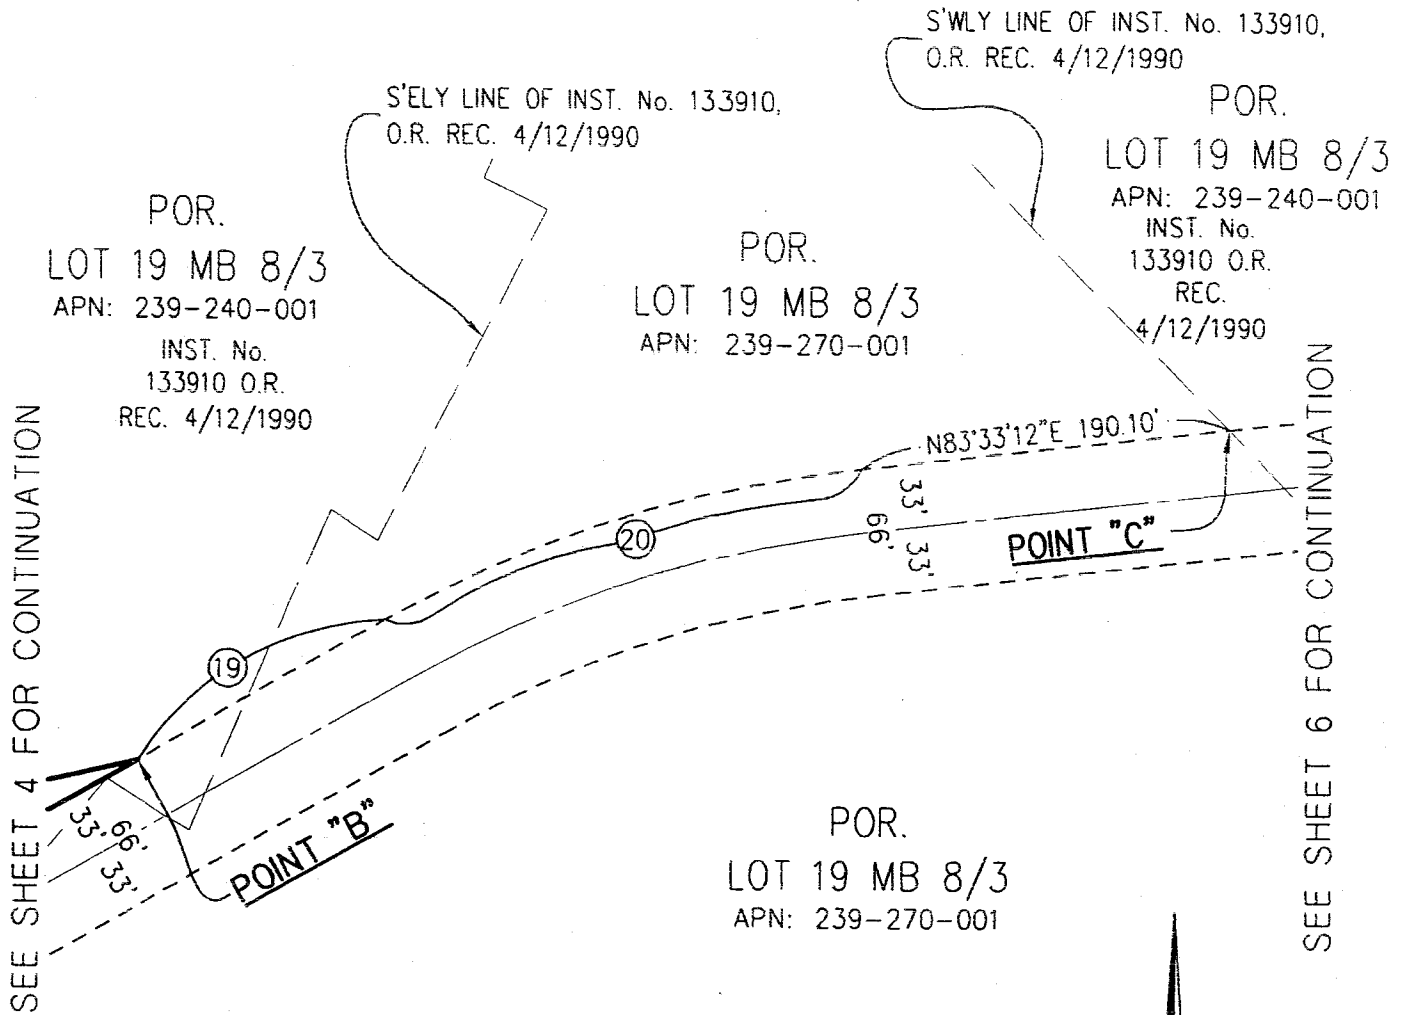 S'WLY LINE OF INST. No. 133910,
O.R. REC. 4/12/1990
S'ELY LINE OF INST. No. 133910,
O.R. REC. 4/12/1990
POR.
LOT 19 MB 8/3
APN: 239-240-001
INST. No.
133910 O.R.
REC.
4/12/1990
POR.
LOT 19 MB 8/3
APN: 239-240-001
INST. No.
133910 O.R.
REC. 4/12/1990
POR.
LOT 19 MB 8/3
APN: 239-270-001
SEE SHEET 4 FOR CONTINUATION
SEE SHEET 6 FOR CONTINUATION
N83°33'12"E 190.10'
33'
66'
33'
POINT "C"
20
19
33'
66'
33'
POINT "B"
POR.
LOT 19 MB 8/3
APN: 239-270-001